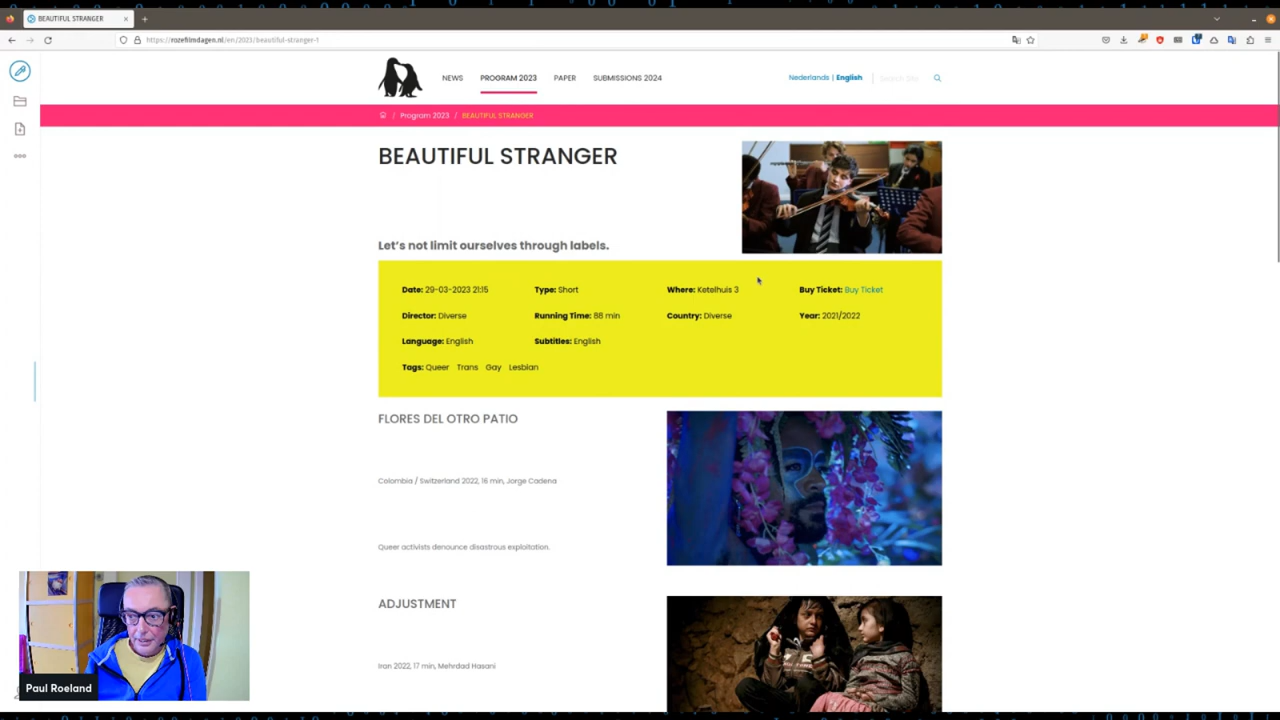 BEAUTIFUL STRANGER
https://rozefilmdagen.nl/en/2023/beautiful-stranger-1
NEWS PROGRAM 2023 PAPER SUBMISSIONS 2024 Nederlands | English Search Site
/ Program 2023 / BEAUTIFUL STRANGER
BEAUTIFUL STRANGER
Let's not limit ourselves through labels.
Date: 29-03-2023 21:15 Type: Short Where: Ketelhuis 3 Buy Ticket: Buy Ticket
Director: Diverse Running Time: 88 min Country: Diverse Year: 2021/2022
Language: English Subtitles: English
Tags: Queer Trans Gay Lesbian
FLORES DEL OTRO PATIO
Colombia / Switzerland 2022, 16 min, Jorge Cadena
Queer activists denounce disastrous exploitation.
ADJUSTMENT
Iran 2022, 17 min, Mehrdad Hasani
Paul Roeland